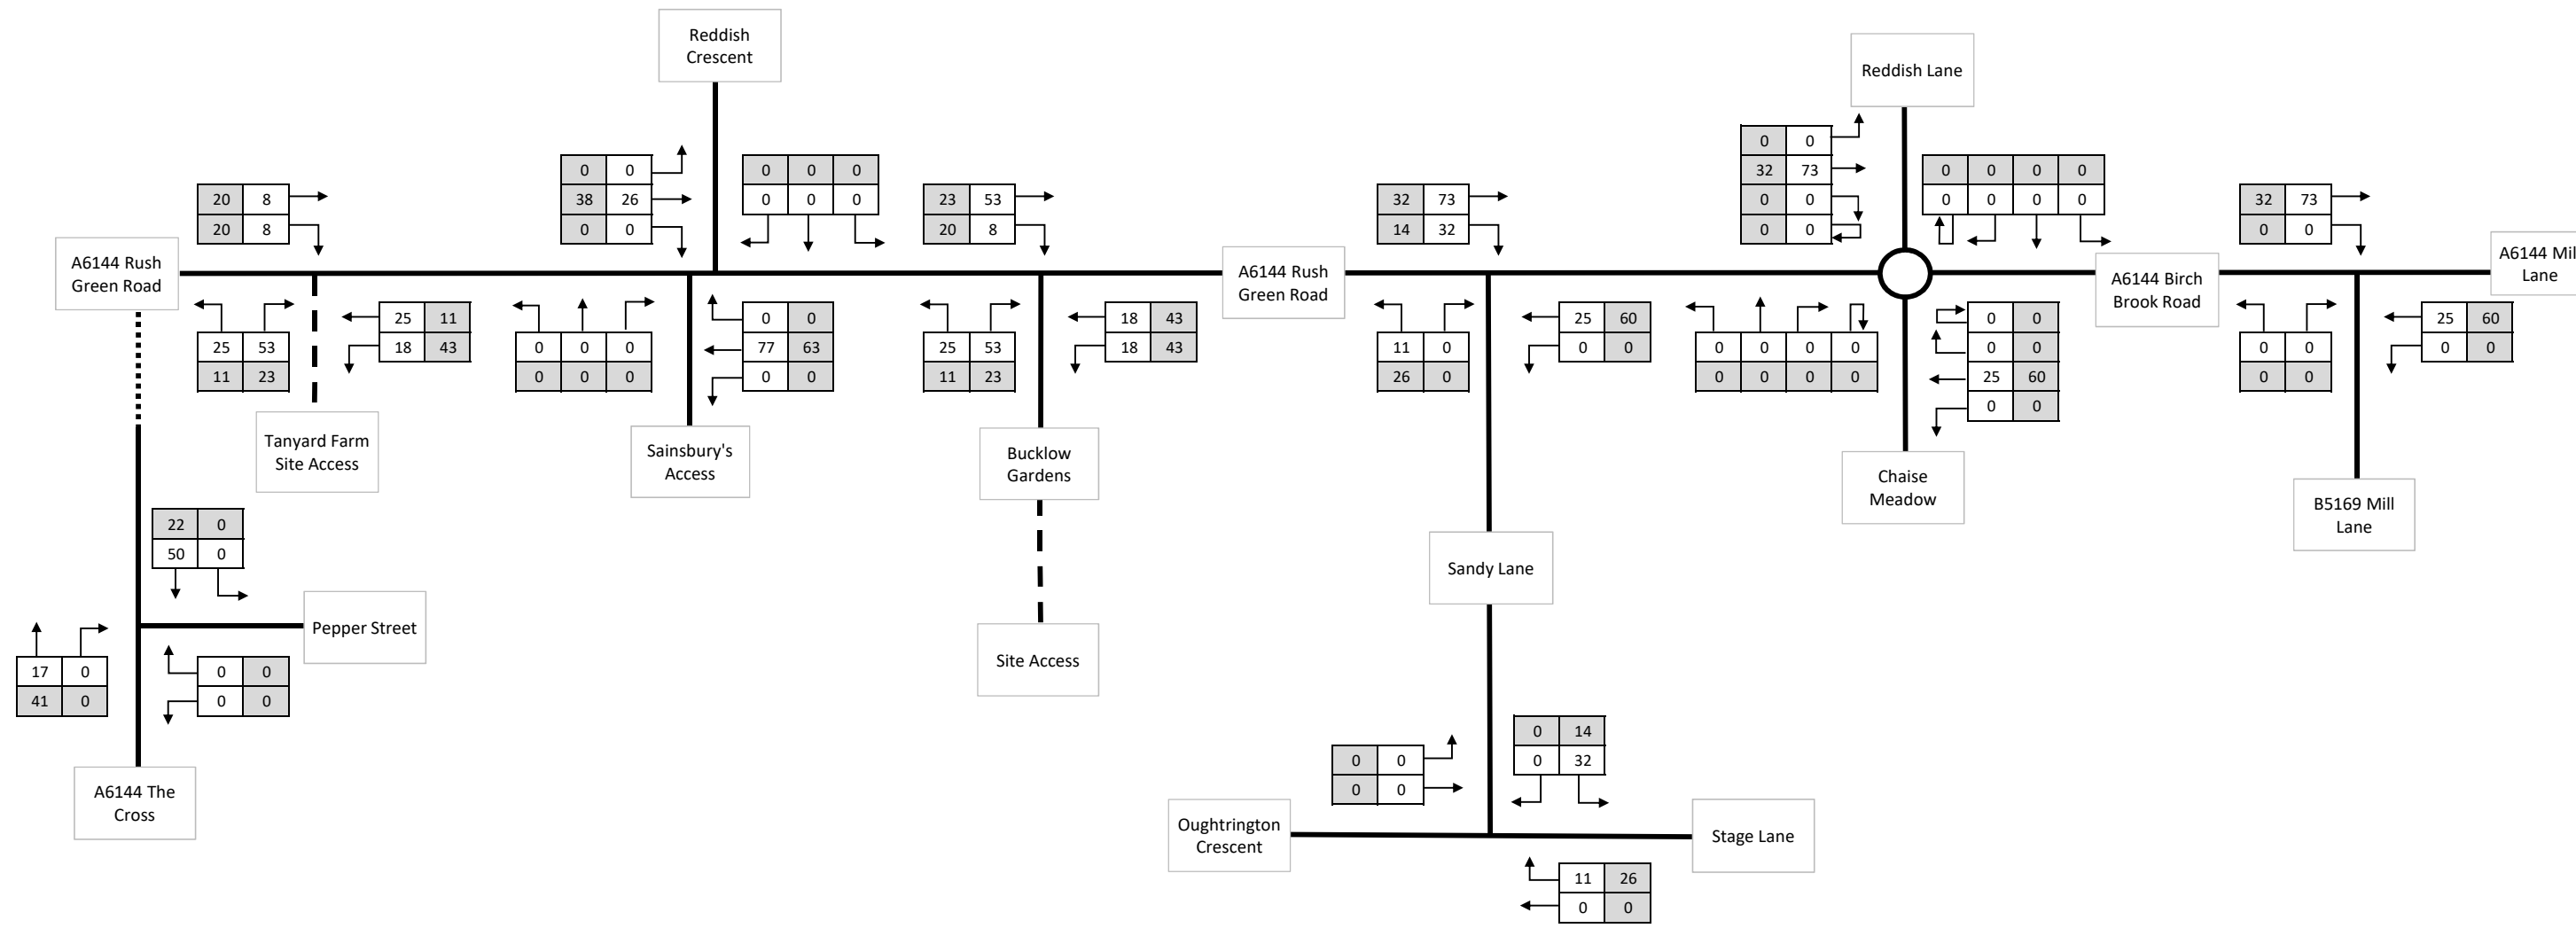 Reddish
Crescent
Reddish Lane
0 0
32 73
0 0
0 0
0 0
38 26
0 0
0 0 0
0 0 0
0 0 0 0
0 0 0 0
20 8
20 8
23 53
20 8
32 73
14 32
32 73
0 0
A6144 Rush
Green Road
A6144 Rush
Green Road
A6144 Birch
Brook Road
A6144 Mil
Lane
25 53
11 23
25 11
18 43
0 0 0
0 0 0
0 0
77 63
0 0
25 53
11 23
18 43
18 43
11 0
26 0
25 60
0 0
0 0 0 0
0 0 0 0
0 0
0 0
25 60
0 0
0 0
0 0
25 60
0 0
Tanyard Farm
Site Access
Sainsbury's
Access
Bucklow
Gardens
Chaise
Meadow
B5169 Mill
Lane
22 0
50 0
Sandy Lane
Pepper Street
Site Access
17 0
41 0
0 0
0 0
0 0
0 0
0 14
0 32
A6144 The
Cross
Oughtrington
Crescent
Stage Lane
11 26
0 0